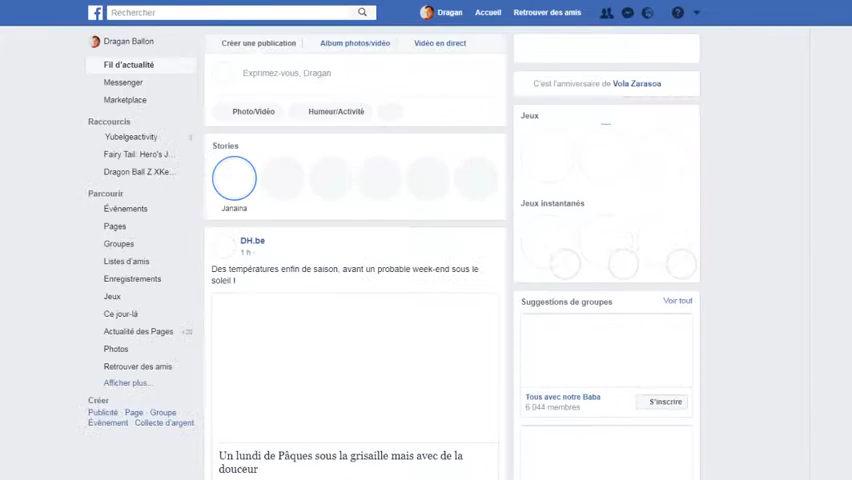 f Rechercher Dragan Accueil Retrouver des amis ?
Dragan Ballon
Fil d'actualité
Messenger
Marketplace
Raccourcis
Yubelgeactivity
Fairy Tail: Hero's J...
Dragon Ball Z XKe...
Parcourir
Évènements
Pages
Groupes
Listes d'amis
Enregistrements
Jeux
Ce jour-là
Actualité des Pages
Photos
Retrouver des amis
Afficher plus...
Créer
Publicité · Page · Groupe
Évènement · Collecte d'argent
Créer une publication Album photos/vidéo Vidéo en direct
Exprimez-vous, Dragan
Photo/Vidéo Humeur/Activité
Stories
Janaina
DH.be
1 h ·
Des températures enfin de saison, avant un probable week-end sous le
soleil !
Un lundi de Pâques sous la grisaille mais avec de la
douceur
C'est l'anniversaire de Vola Zarasoa
Jeux
Jeux instantanés
Suggestions de groupes Voir tout
Tous avec notre Baba
6 044 membres
S'inscrire